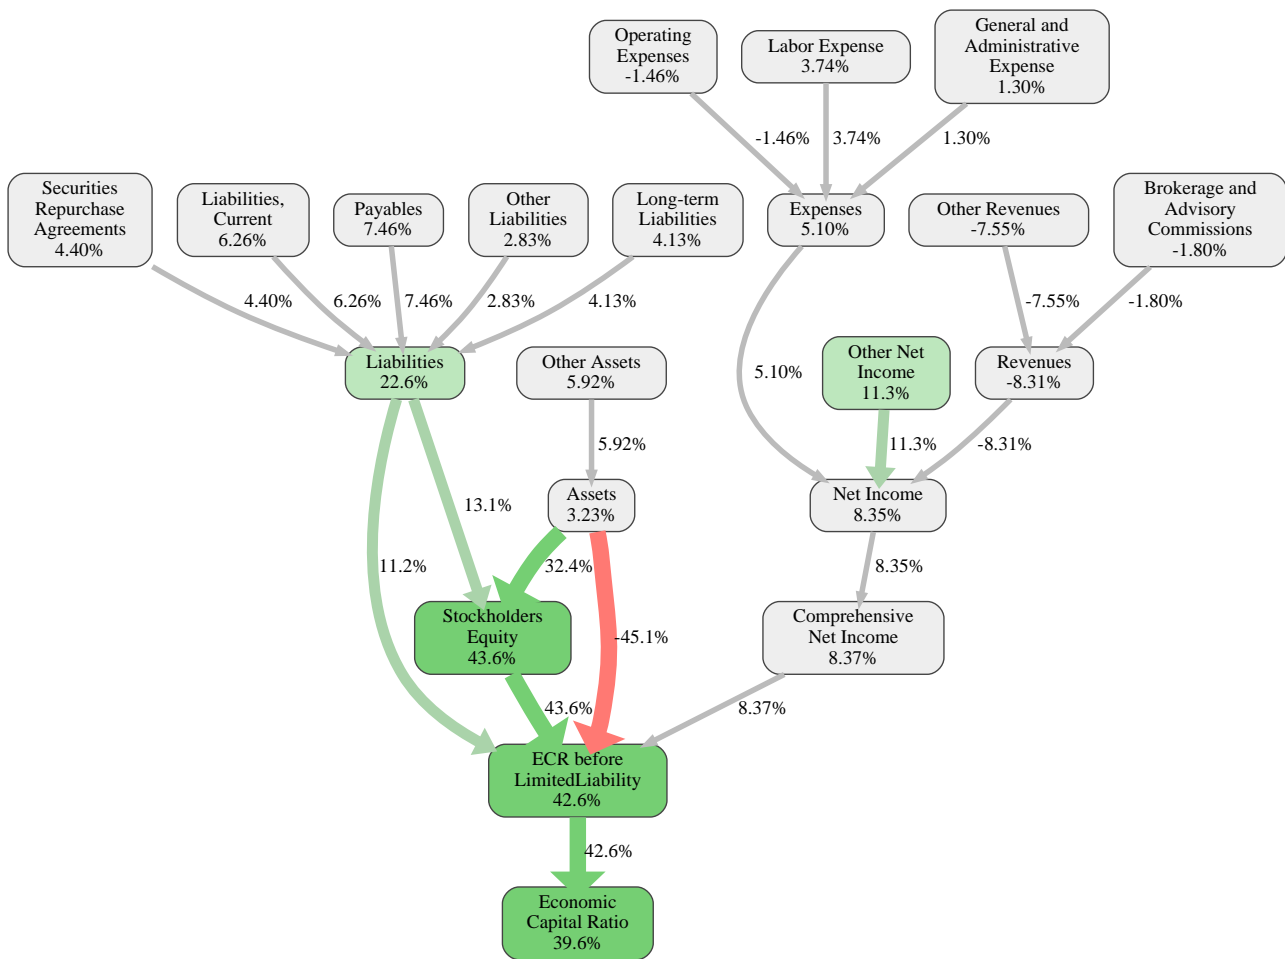 Operating
Expenses
-1.46%
Labor Expense
3.74%
General and
Administrative
Expense
1.30%
-1.46%
3.74%
1.30%
Securities
Repurchase
Agreements
4.40%
Liabilities,
Current
6.26%
Payables
7.46%
Other
Liabilities
2.83%
Long-term
Liabilities
4.13%
Expenses
5.10%
Other Revenues
-7.55%
Brokerage and
Advisory
Commissions
-1.80%
4.40%
6.26%
7.46%
2.83%
4.13%
-7.55%
-1.80%
Liabilities
22.6%
Other Assets
5.92%
5.10%
Other Net
Income
11.3%
Revenues
-8.31%
5.92%
11.3%
-8.31%
13.1%
Assets
3.23%
Net Income
8.35%
11.2%
32.4%
8.35%
Stockholders
Equity
43.6%
-45.1%
Comprehensive
Net Income
8.37%
43.6%
8.37%
ECR before
LimitedLiability
42.6%
42.6%
Economic
Capital Ratio
39.6%